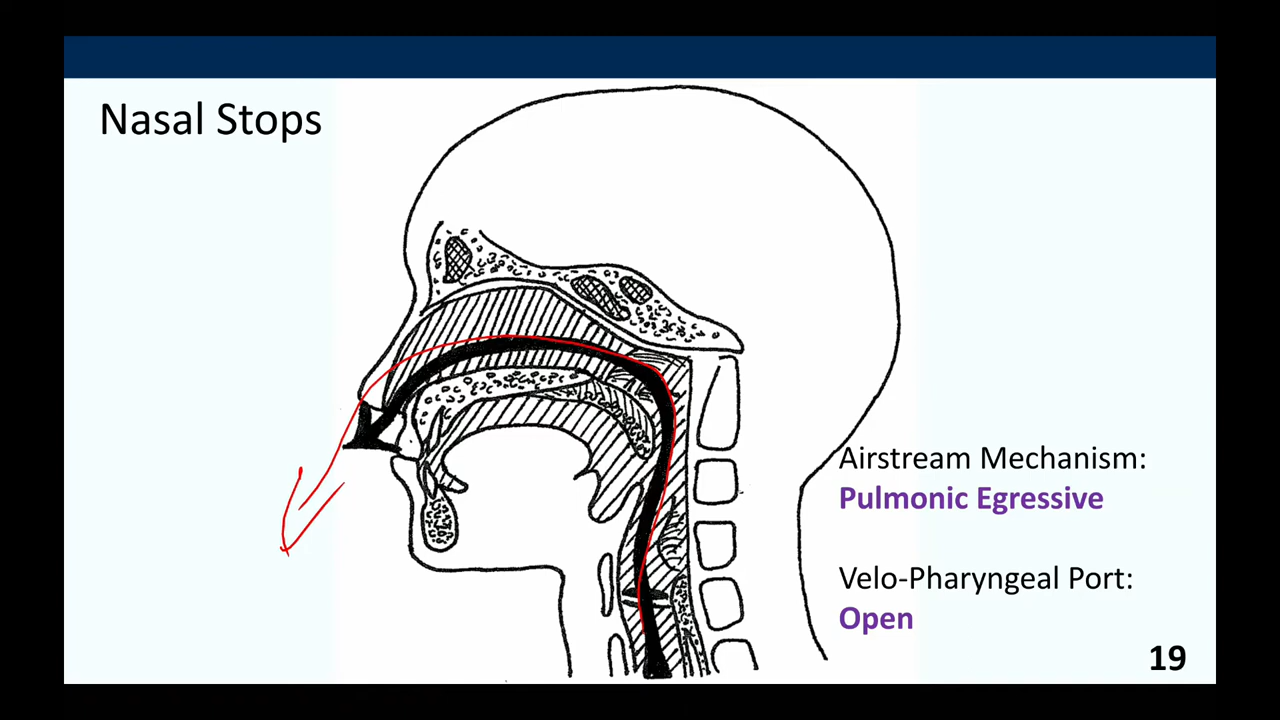 Nasal Stops
Airstream Mechanism:
Pulmonic Egressive
Velo-Pharyngeal Port:
Open
19